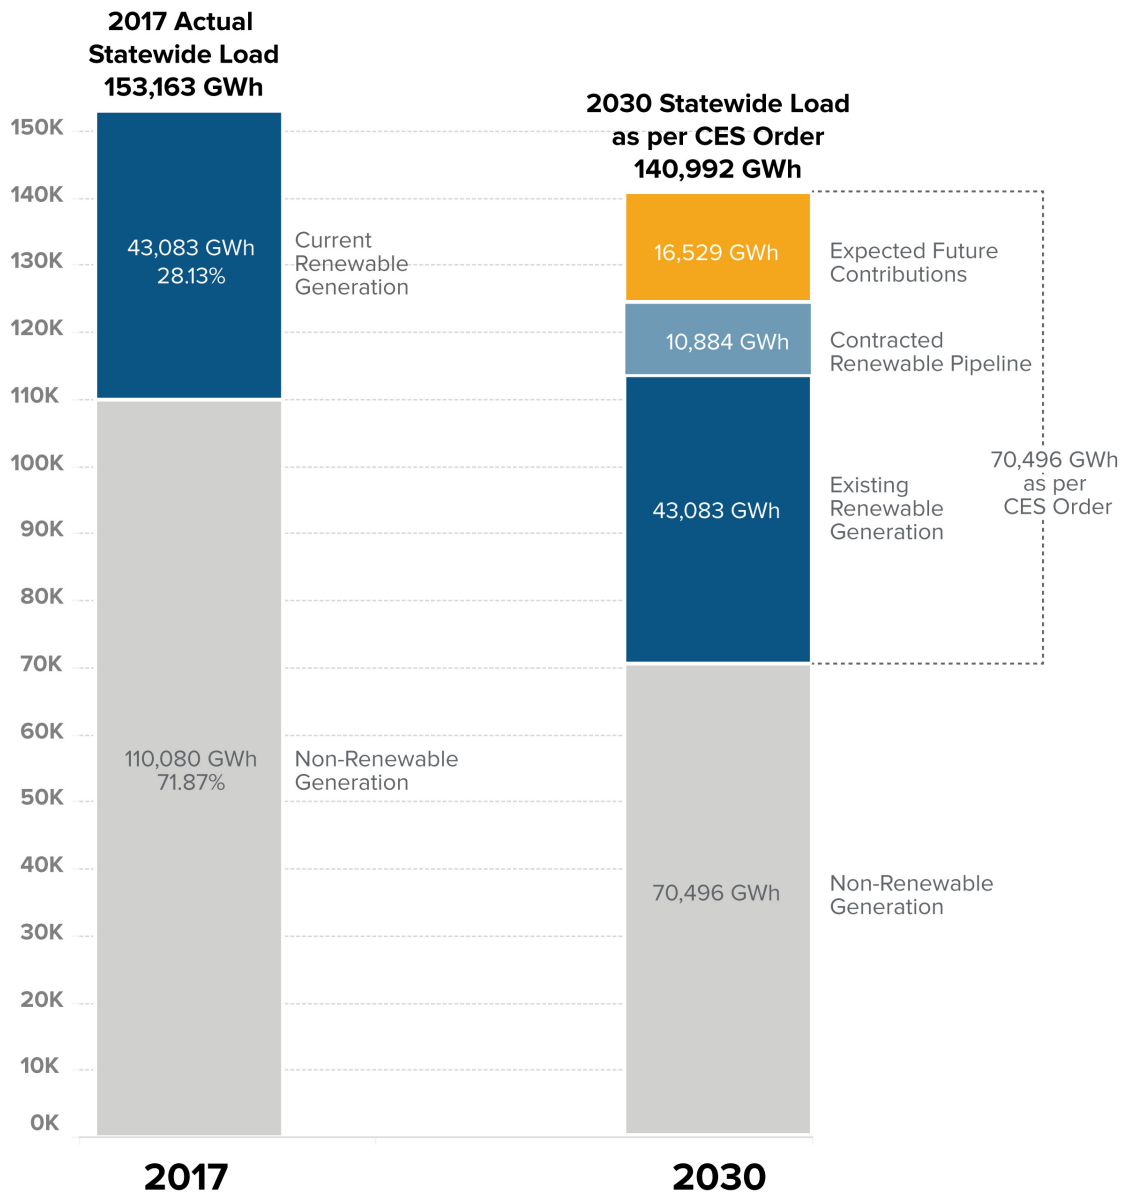 2017 Actual
Statewide Load
153,163 GWh
2030 Statewide Load
as per CES Order
140,992 GWh
150K
140K
130K
120K
110K
100K
90K
80K
70K
60K
50K
40K
30K
20K
10K
0K
43,083 GWh
28.13%
Current
Renewable
Generation
110,080 GWh
71.87%
Non-Renewable
Generation
16,529 GWh
Expected Future
Contributions
10,884 GWh
Contracted
Renewable Pipeline
43,083 GWh
Existing
Renewable
Generation
70,496 GWh
as per
CES Order
70,496 GWh
Non-Renewable
Generation
2017
2030